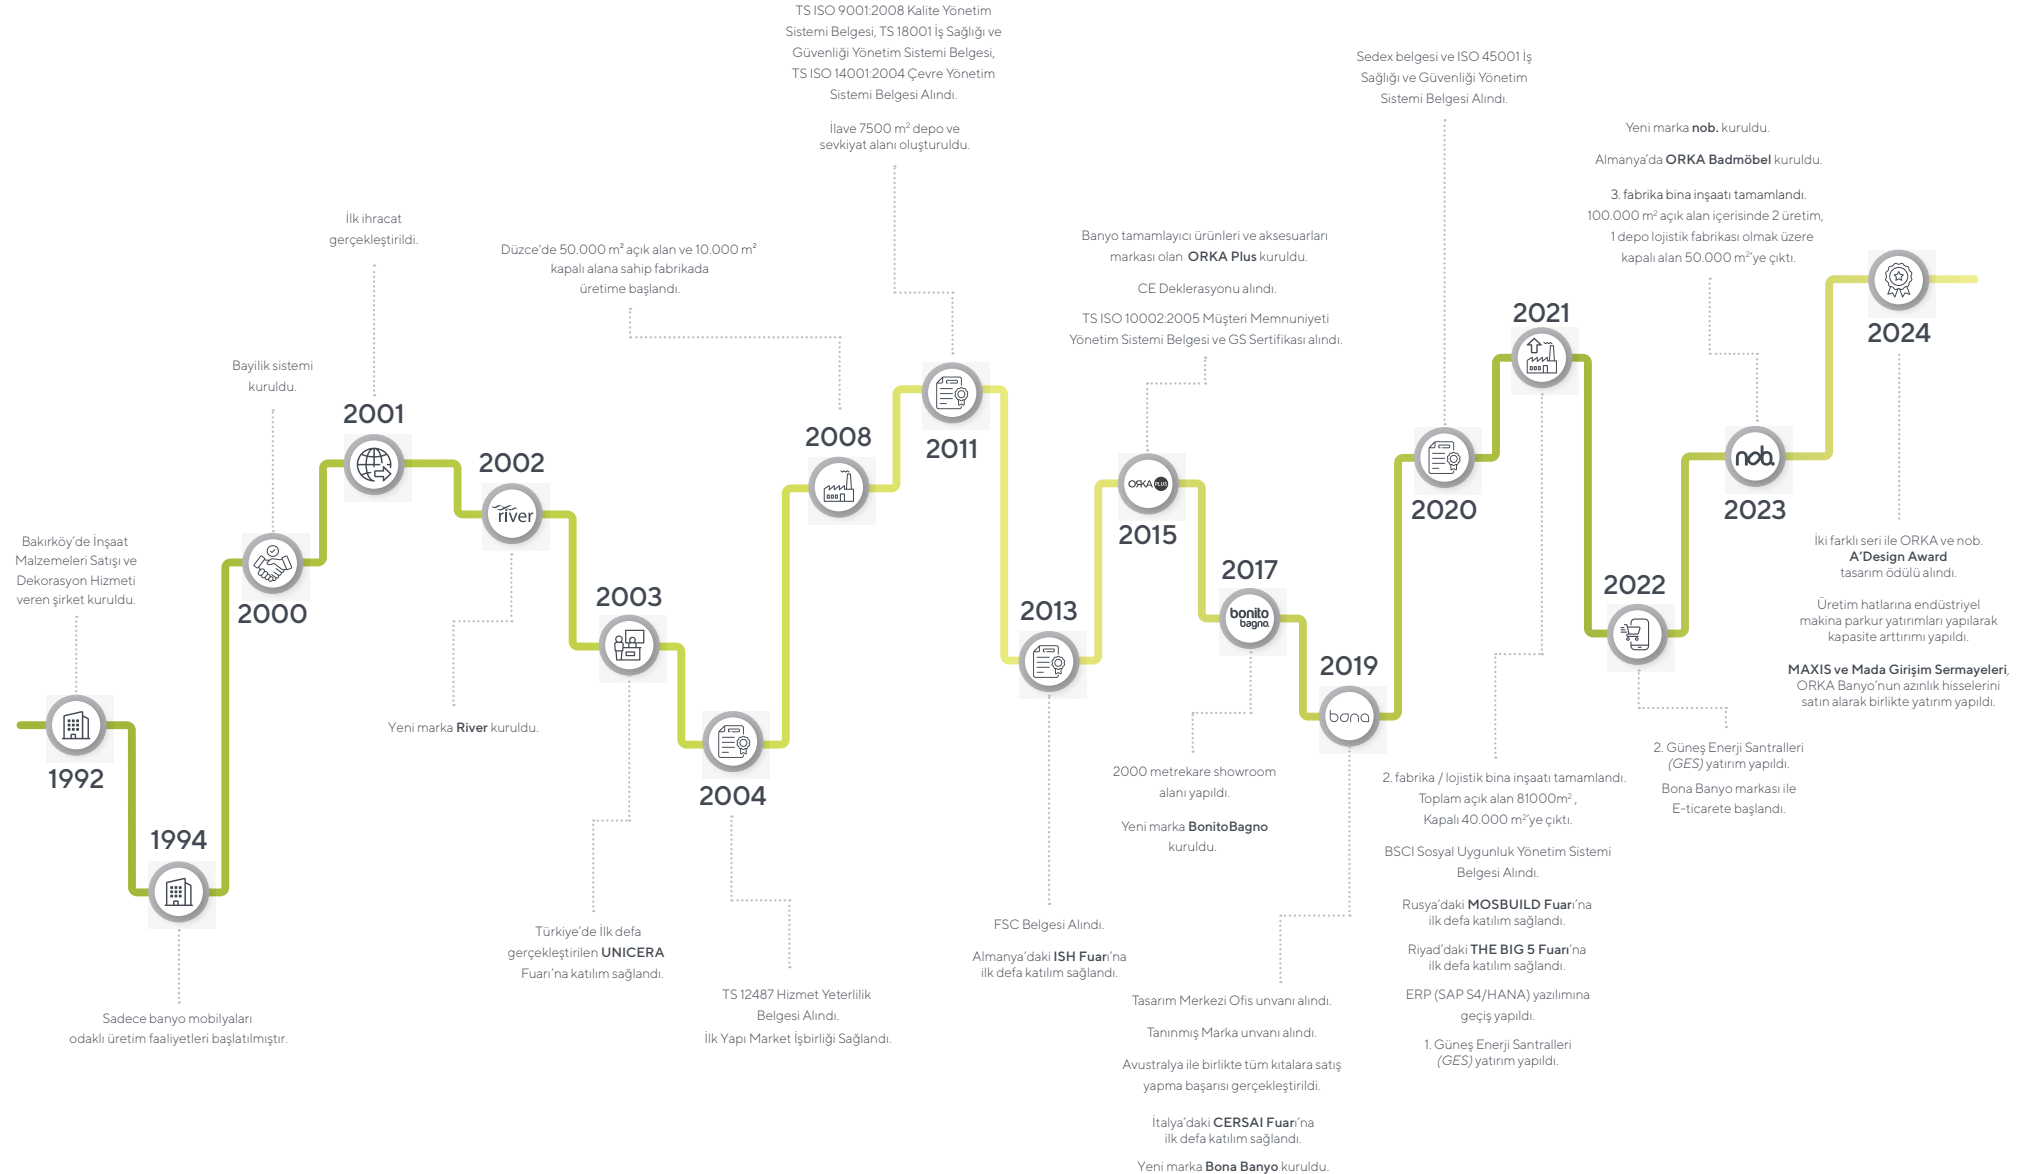 Bakırköy'de İnşaat
Malzemeleri Satışı ve
Dekorasyon Hizmeti
veren şirket kuruldu.
1992
1994
Sadece banyo mobilyaları
odaklı üretim faaliyetleri başlatılmıştır.
Bayilik sistemi
kuruldu.
2000
İlk ihracat
gerçekleştirildi.
2001
2002
river
Yeni marka River kuruldu.
2003
Türkiye'de İlk defa
gerçekleştirilen UNICERA
Fuarı'na katılım sağlandı.
2004
TS 12487 Hizmet Yeterlilik
Belgesi Alındı.
İlk Yapı Market İşbirliği Sağlandı.
Düzce'de 50.000 m² açık alan ve 10.000 m²
kapalı alana sahip fabrikada
üretime başlandı.
2008
TS ISO 9001:2008 Kalite Yönetim
Sistemi Belgesi, TS 18001 İş Sağlığı ve
Güvenliği Yönetim Sistemi Belgesi,
TS ISO 14001:2004 Çevre Yönetim
Sistemi Belgesi Alındı.
İlave 7500 m² depo ve
sevkiyat alanı oluşturuldu.
2011
2013
FSC Belgesi Alındı.
Almanya'daki ISH Fuarı'na
ilk defa katılım sağlandı.
Banyo tamamlayıcı ürünleri ve aksesuarları
markası olan ORKA Plus kuruldu.
CE Deklerasyonu alındı.
TS ISO 10002:2005 Müşteri Memnuniyeti
Yönetim Sistemi Belgesi ve GS Sertifikası alındı.
ORKA PLUS
2015
2017
bonito
bagno.
2000 metrekare showroom
alanı yapıldı.
Yeni marka BonitoBagno
kuruldu.
2019
bona
Tasarım Merkezi Ofis unvanı alındı.
Tanınmış Marka unvanı alındı.
Avustralya ile birlikte tüm kıtalara satış
yapma başarısı gerçekleştirildi.
İtalya'daki CERSAI Fuarı'na
ilk defa katılım sağlandı.
Yeni marka Bona Banyo kuruldu.
Sedex belgesi ve ISO 45001 İş
Sağlığı ve Güvenliği Yönetim
Sistemi Belgesi Alındı.
2020
2021
2. fabrika / lojistik bina inşaatı tamamlandı.
Toplam açık alan 81000m² ,
Kapalı 40.000 m²'ye çıktı.
BSCI Sosyal Uygunluk Yönetim Sistemi
Belgesi Alındı.
Rusya'daki MOSBUILD Fuarı'na
ilk defa katılım sağlandı.
Riyad'daki THE BIG 5 Fuarı'na
ilk defa katılım sağlandı.
ERP (SAP S4/HANA) yazılımına
geçiş yapıldı.
1. Güneş Enerji Santralleri
(GES) yatırım yapıldı.
2022
2. Güneş Enerji Santralleri
(GES) yatırım yapıldı.
Bona Banyo markası ile
E-ticarete başlandı.
Yeni marka nob. kuruldu.
Almanya'da ORKA Badmöbel kuruldu.
3. fabrika bina inşaatı tamamlandı.
100.000 m² açık alan içerisinde 2 üretim,
1 depo lojistik fabrikası olmak üzere
kapalı alan 50.000 m²'ye çıktı.
nob.
2023
2024
İki farklı seri ile ORKA ve nob.
A'Design Award
tasarım ödülü alındı.
Üretim hatlarına endüstriyel
makina parkur yatırımları yapılarak
kapasite arttırımı yapıldı.
MAXIS ve Mada Girişim Sermayeleri,
ORKA Banyo'nun azınlık hisselerini
satın alarak birlikte yatırım yapıldı.